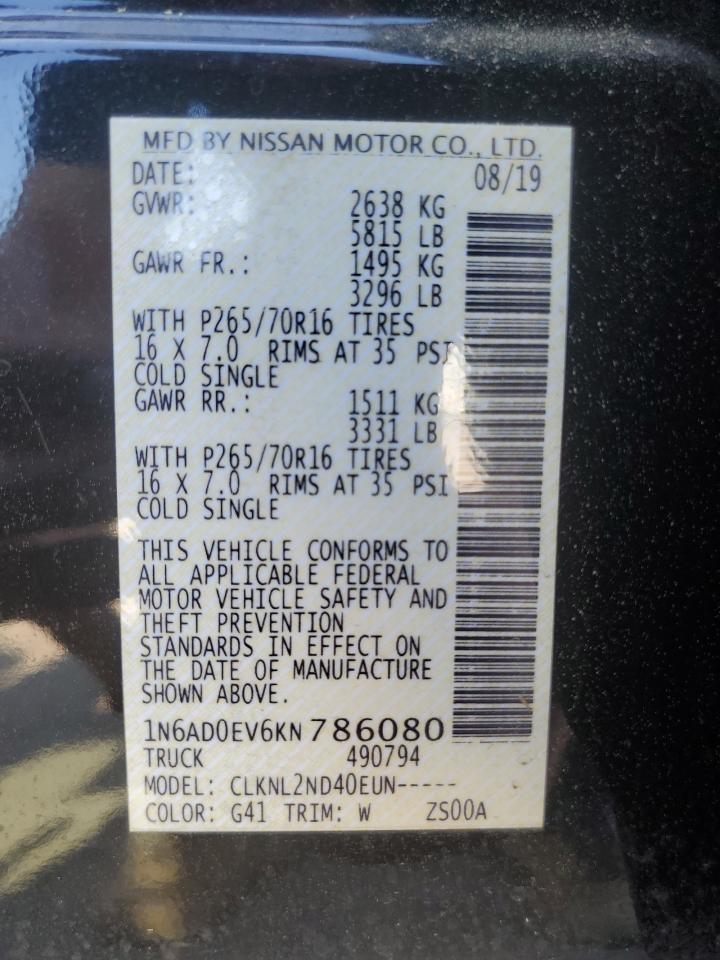 MFD BY NISSAN MOTOR CO., LTD.
DATE: 08/19
GVWR: 2638 KG
5815 LB
GAWR FR.: 1495 KG
3296 LB
WITH P265/70R16 TIRES
16 X 7.0 RIMS AT 35 PSI
COLD SINGLE
GAWR RR.: 1511 KG
3331 LB
WITH P265/70R16 TIRES
16 X 7.0 RIMS AT 35 PSI
COLD SINGLE
THIS VEHICLE CONFORMS TO
ALL APPLICABLE FEDERAL
MOTOR VEHICLE SAFETY AND
THEFT PREVENTION
STANDARDS IN EFFECT ON
THE DATE OF MANUFACTURE
SHOWN ABOVE.
1N6AD0EV6KN786080
TRUCK 490794
MODEL: CLKNL2ND40EUN-----
COLOR: G41 TRIM: W ZS00A